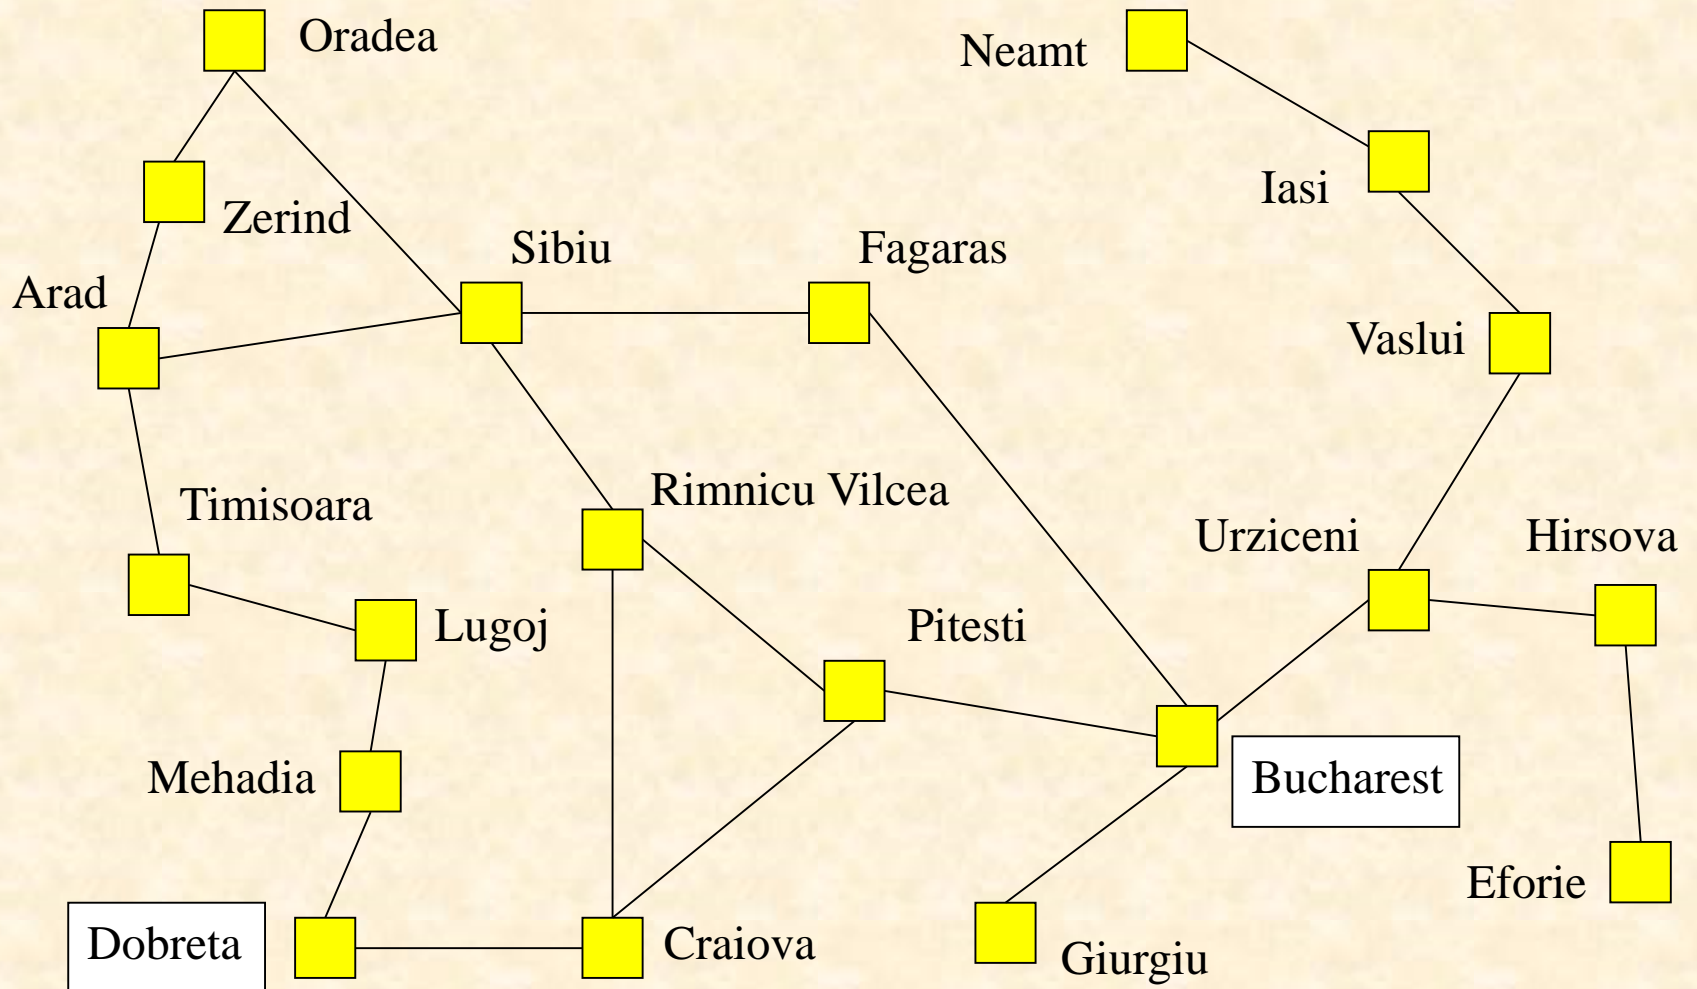 Oradea
Neamt
Iasi
Zerind
Sibiu
Fagaras
Arad
Vaslui
Rimnicu Vilcea
Timisoara
Urziceni
Hirsova
Lugoj
Pitesti
Mehadia
Bucharest
Eforie
Dobreta
Craiova
Giurgiu